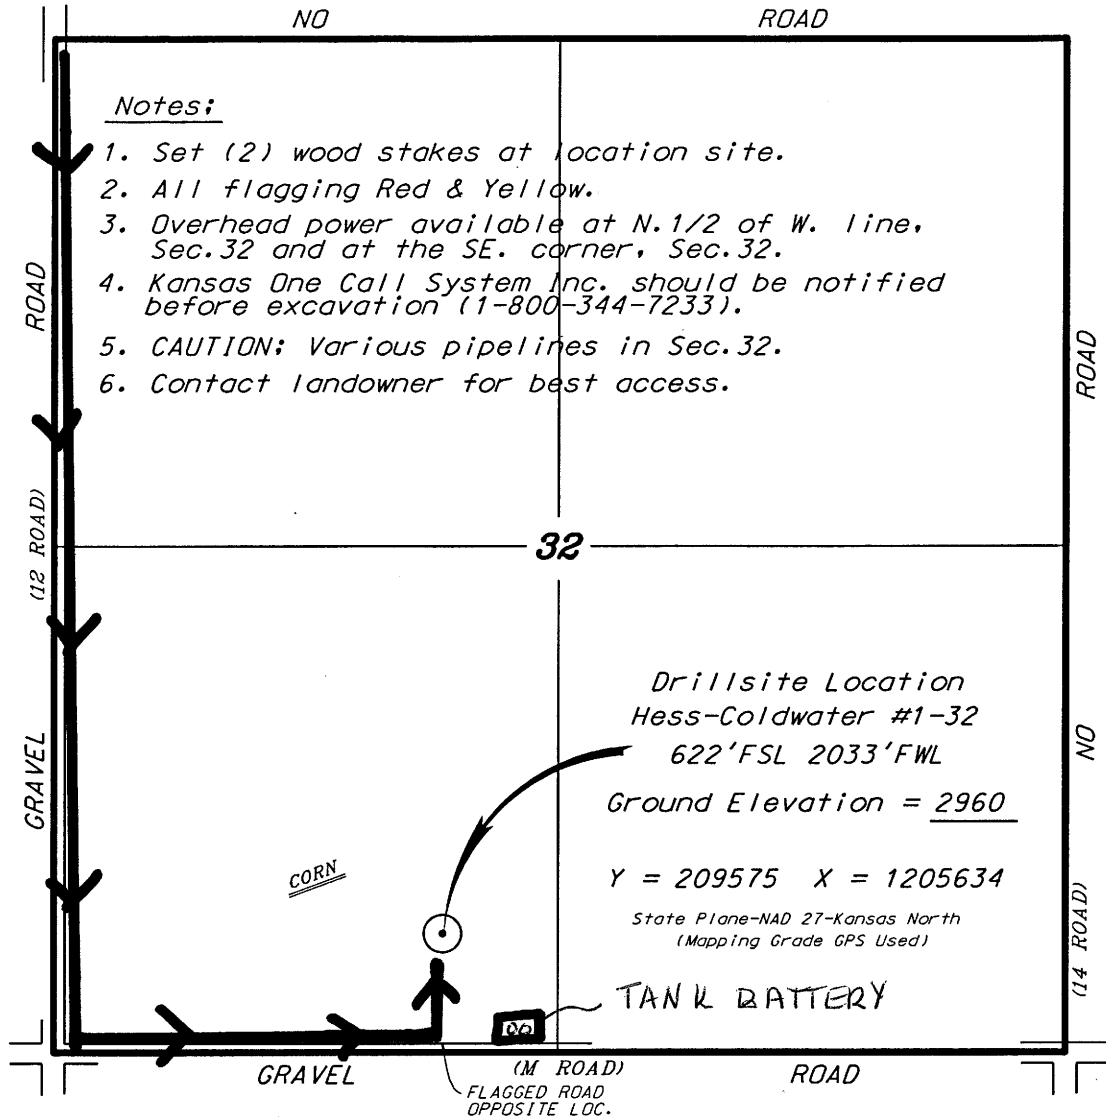 NO ROAD
Notes:
1. Set (2) wood stakes at location site.
2. All flagging Red & Yellow.
3. Overhead power available at N.1/2 of W. line,
Sec.32 and at the SE. corner, Sec.32.
4. Kansas One Call System Inc. should be notified
before excavation (1-800-344-7233).
5. CAUTION: Various pipelines in Sec.32.
6. Contact landowner for best access.
ROAD
(12 ROAD)
GRAVEL
32
ROAD
NO
(14 ROAD)
Drillsite Location
Hess-Coldwater #1-32
622'FSL 2033'FWL
Ground Elevation = 2960
Y = 209575 X = 1205634
State Plane-NAD 27-Kansas North
(Mapping Grade GPS Used)
CORN
TANK BATTERY
GRAVEL (M ROAD) ROAD
FLAGGED ROAD
OPPOSITE LOC.